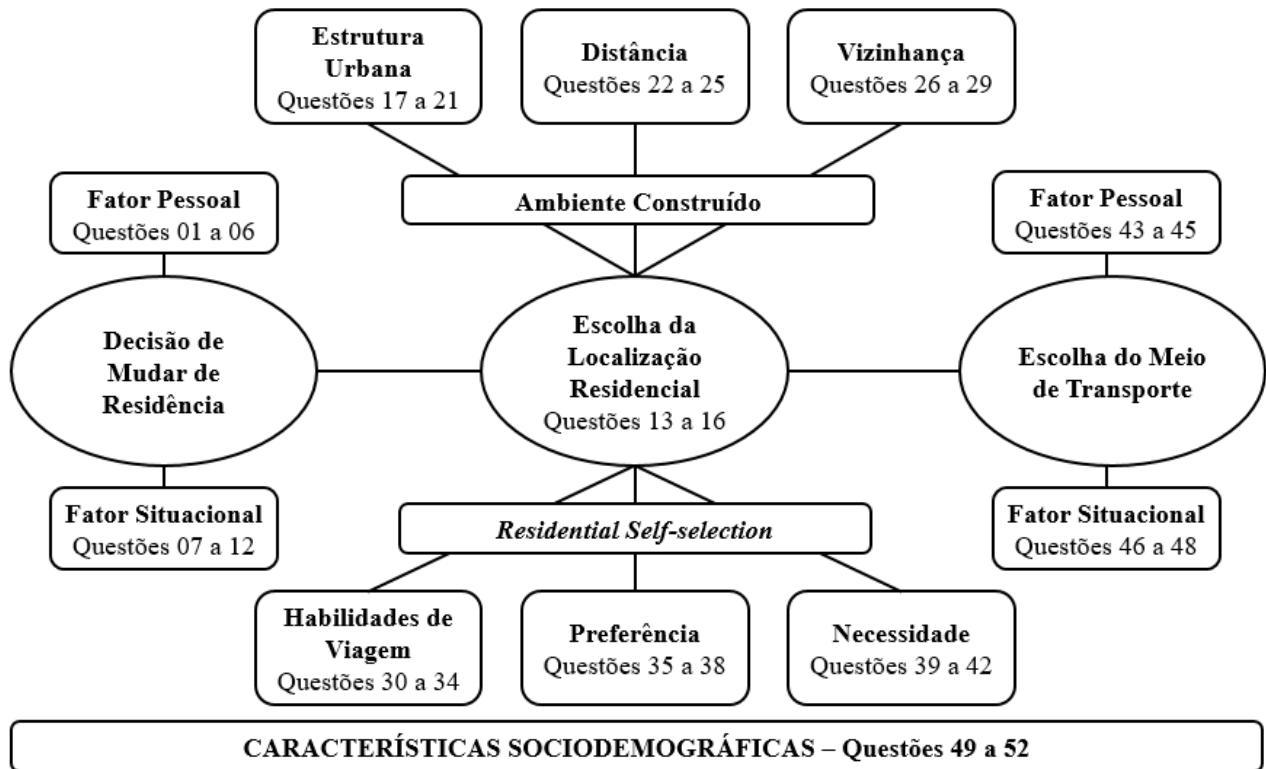 Estrutura
Urbana
Questões 17 a 21
Distância
Questões 22 a 25
Vizinhança
Questões 26 a 29
Ambiente Construído
Fator Pessoal
Questões 01 a 06
Fator Pessoal
Questões 43 a 45
Decisão de
Mudar de
Residência
Escolha da
Localização
Residencial
Questões 13 a 16
Escolha do Meio
de Transporte
Fator Situacional
Questões 07 a 12
Residential Self-selection
Fator Situacional
Questões 46 a 48
Habilidades de
Viagem
Questões 30 a 34
Preferência
Questões 35 a 38
Necessidade
Questões 39 a 42
CARACTERÍSTICAS SOCIODEMOGRÁFICAS – Questões 49 a 52